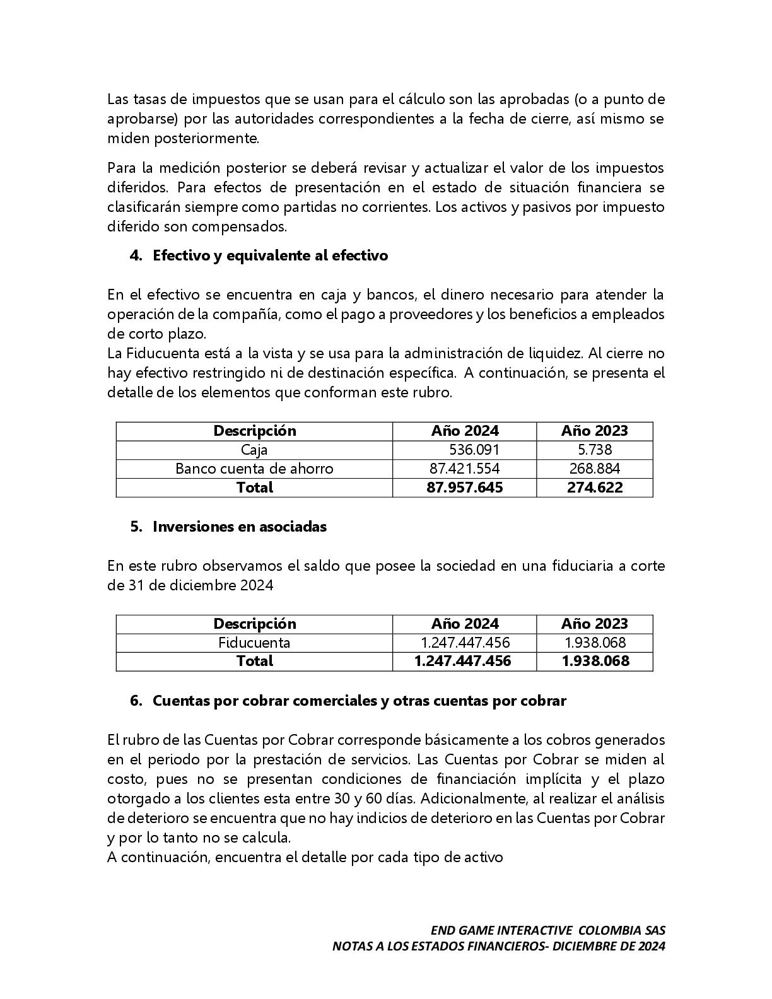 Las tasas de impuestos que se usan para el cálculo son las aprobadas (o a punto de
aprobarse) por las autoridades correspondientes a la fecha de cierre, así mismo se
miden posteriormente.
Para la medición posterior se deberá revisar y actualizar el valor de los impuestos
diferidos. Para efectos de presentación en el estado de situación financiera se
clasificarán siempre como partidas no corrientes. Los activos y pasivos por impuesto
diferido son compensados.
4. Efectivo y equivalente al efectivo
En el efectivo se encuentra en caja y bancos, el dinero necesario para atender la
operación de la compañía, como el pago a proveedores y los beneficios a empleados
de corto plazo.
La Fiducuenta está a la vista y se usa para la administración de liquidez. Al cierre no
hay efectivo restringido ni de destinación específica. A continuación, se presenta el
detalle de los elementos que conforman este rubro.
Descripción Año 2024 Año 2023
Caja 536.091 5.738
Banco cuenta de ahorro 87.421.554 268.884
Total 87.957.645 274.622
5. Inversiones en asociadas
En este rubro observamos el saldo que posee la sociedad en una fiduciaria a corte
de 31 de diciembre 2024
Descripción Año 2024 Año 2023
Fiducuenta 1.247.447.456 1.938.068
Total 1.247.447.456 1.938.068
6. Cuentas por cobrar comerciales y otras cuentas por cobrar
El rubro de las Cuentas por Cobrar corresponde básicamente a los cobros generados
en el periodo por la prestación de servicios. Las Cuentas por Cobrar se miden al
costo, pues no se presentan condiciones de financiación implícita y el plazo
otorgado a los clientes esta entre 30 y 60 días. Adicionalmente, al realizar el análisis
de deterioro se encuentra que no hay indicios de deterioro en las Cuentas por Cobrar
y por lo tanto no se calcula.
A continuación, encuentra el detalle por cada tipo de activo
END GAME INTERACTIVE COLOMBIA SAS
NOTAS A LOS ESTADOS FINANCIEROS- DICIEMBRE DE 2024